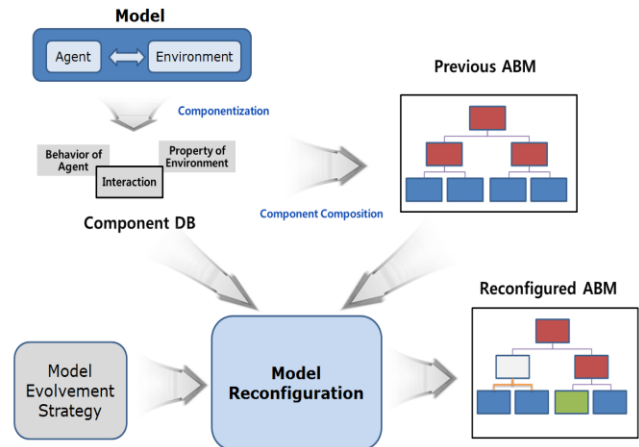 Model
Agent
Environment
Componentization
Previous ABM
Behavior of
Agent
Property of
Environment
Interaction
Component DB
Component Composition
Reconfigured ABM
Model
Evolvement
Strategy
Model
Reconfiguration